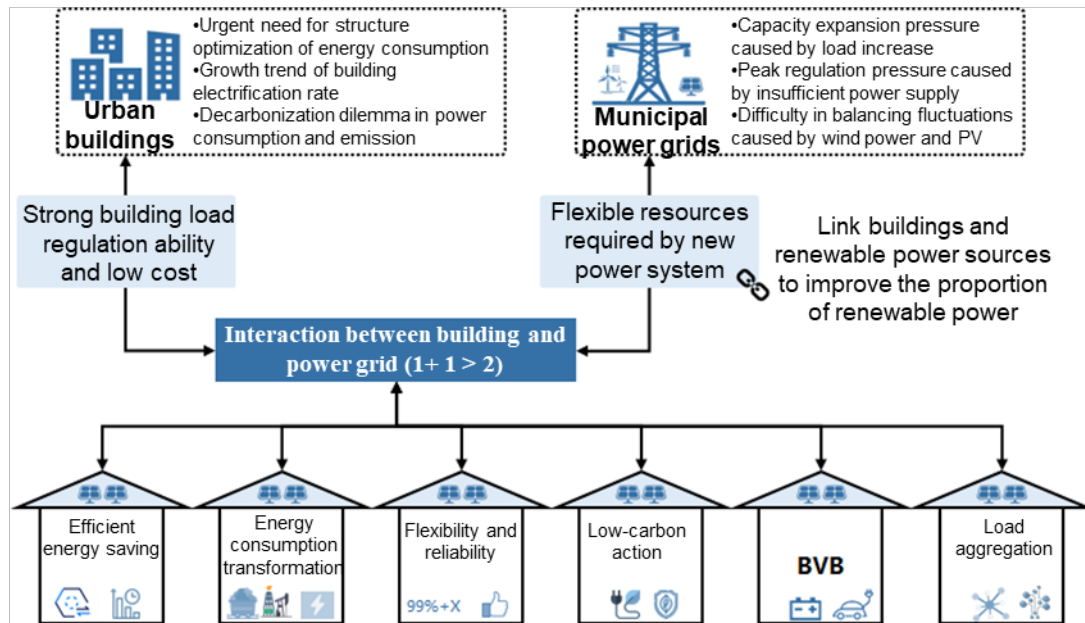 Urban
buildings
•Urgent need for structure
optimization of energy consumption
•Growth trend of building
electrification rate
•Decarbonization dilemma in power
consumption and emission
Municipal
power grids
•Capacity expansion pressure
caused by load increase
•Peak regulation pressure caused
by insufficient power supply
•Difficulty in balancing fluctuations
caused by wind power and PV
Strong building load
regulation ability
and low cost
Flexible resources
required by new
power system
Link buildings and
renewable power sources
to improve the proportion
of renewable power
Interaction between building and
power grid (1+ 1 > 2)
Efficient
energy saving
Energy
consumption
transformation
Flexibility and
reliability
99%+X
Low-carbon
action
BVB
Load
aggregation